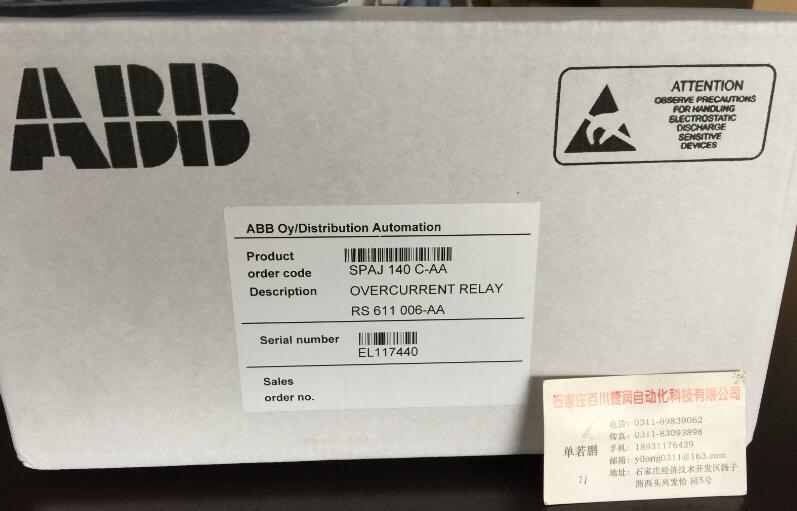 ABB
ATTENTION
OBSERVE PRECAUTIONS
FOR HANDLING
ELECTROSTATIC
DISCHARGE
SENSITIVE
DEVICES
ABB Oy/Distribution Automation
Product
order code SPAJ 140 C-AA
Description OVERCURRENT RELAY
RS 611 006-AA
Serial number
EL117440
Sales
order no.
石家庄百川捷润自动化科技有限公司
电话: 0311-89839062
传真: 0311-83093898
单若鹏 手机: 18931176429
邮箱: yilong0311@163.com
地址: 石家庄经济技术开发区扬子
路西头兴发怡 园5号